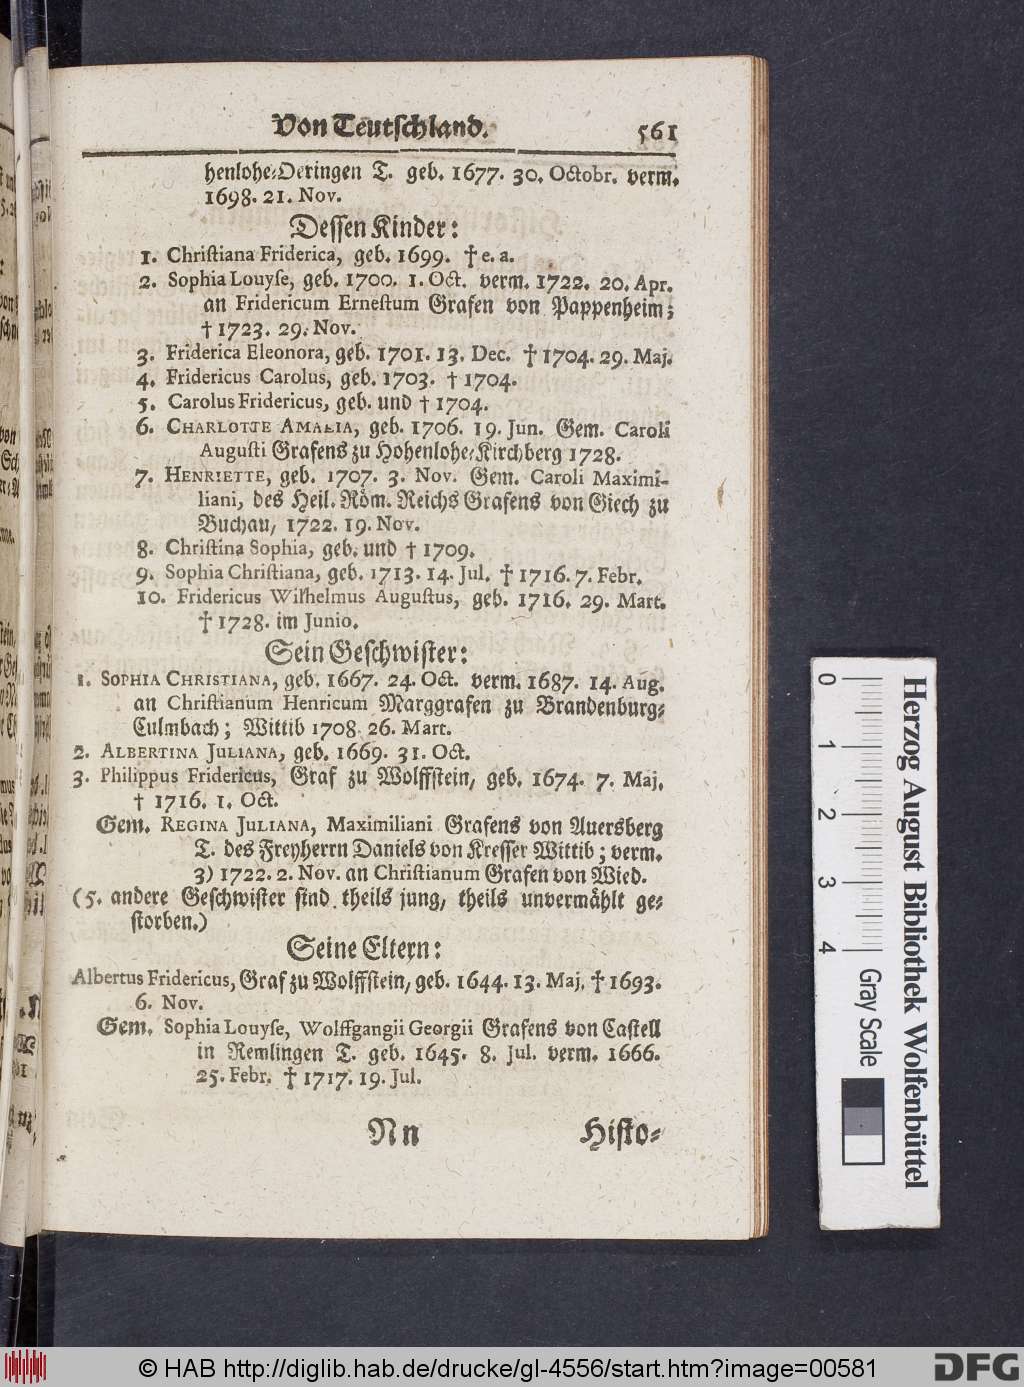 Von Teutschland. 561
henlohe-Oeringen T. geb. 1677. 30. Octobr. verm.
1698. 21. Nov.
Dessen Kinder:
1. Christiana Friderica, geb. 1699. † e. a.
2. Sophia Louyse, geb. 1700. 1. Oct. verm. 1722. 20. Apr.
an Fridericum Ernestum Grafen von Pappenheim;
† 1723. 29. Nov.
3. Friderica Eleonora, geb. 1701. 13. Dec. † 1704. 29. Maj.
4. Fridericus Carolus, geb. 1703. † 1704.
5. Carolus Fridericus, geb. und † 1704.
6. CHARLOTTE AMALIA, geb. 1706. 19. Jun. Gem. Caroli
Augusti Grafens zu Hohenlohe-Kirchberg 1728.
7. HENRIETTE, geb. 1707. 3. Nov. Gem. Caroli Maximi-
liani, des Heil. Röm. Reichs Grafens von Giech zu
Buchau, 1722. 19. Nov.
8. Christina Sophia, geb. und † 1709.
9. Sophia Christiana, geb. 1713. 14. Jul. † 1716. 7. Febr.
10. Fridericus Wilhelmus Augustus, geb. 1716. 29. Mart.
† 1728. im Junio.
Sein Geschwister:
1. SOPHIA CHRISTIANA, geb. 1667. 24. Oct. verm. 1687. 14. Aug.
an Christianum Henricum Marggrafen zu Brandenburg-
Culmbach; Wittib 1708 26. Mart.
2. ALBERTINA JULIANA, geb. 1669. 31. Oct.
3. Philippus Fridericus, Graf zu Wolffstein, geb. 1674. 7. Maj.
† 1716. 1. Oct.
Gem. REGINA JULIANA, Maximiliani Grafens von Auersberg
T. des Freyherrn Daniels von Kresser Wittib; verm.
3) 1722. 2. Nov. an Christianum Grafen von Wied.
(5. andere Geschwister sind theils jung, theils unvermählt ge-
storben.)
Seine Eltern:
Albertus Fridericus, Graf zu Wolffstein, geb. 1644. 13. Maj. † 1693.
6. Nov.
Gem. Sophia Louyse, Wolffgangii Georgii Grafens von Castell
in Remlingen T. geb. 1645. 8. Jul. verm. 1666.
25. Febr. † 1717. 19. Jul.
Nn Histo-
0 1 2 3 4 Gray Scale
Herzog August Bibliothek Wolfenbüttel
© HAB http://diglib.hab.de/drucke/gl-4556/start.htm?image=00581
DFG